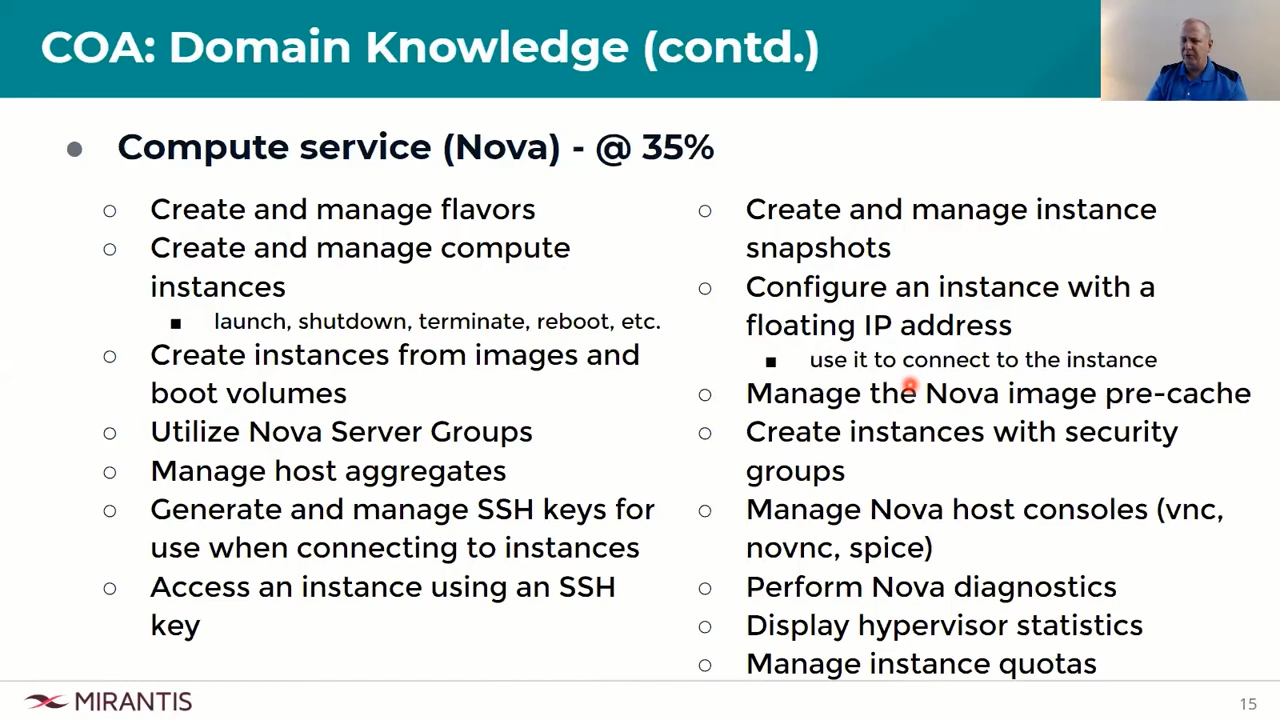 COA: Domain Knowledge (contd.)
Compute service (Nova) - @ 35%
Create and manage flavors
Create and manage compute
instances
launch, shutdown, terminate, reboot, etc.
Create instances from images and
boot volumes
Utilize Nova Server Groups
Manage host aggregates
Generate and manage SSH keys for
use when connecting to instances
Access an instance using an SSH
key
Create and manage instance
snapshots
Configure an instance with a
floating IP address
use it to connect to the instance
Manage the Nova image pre-cache
Create instances with security
groups
Manage Nova host consoles (vnc,
novnc, spice)
Perform Nova diagnostics
Display hypervisor statistics
Manage instance quotas
MIRANTIS
15